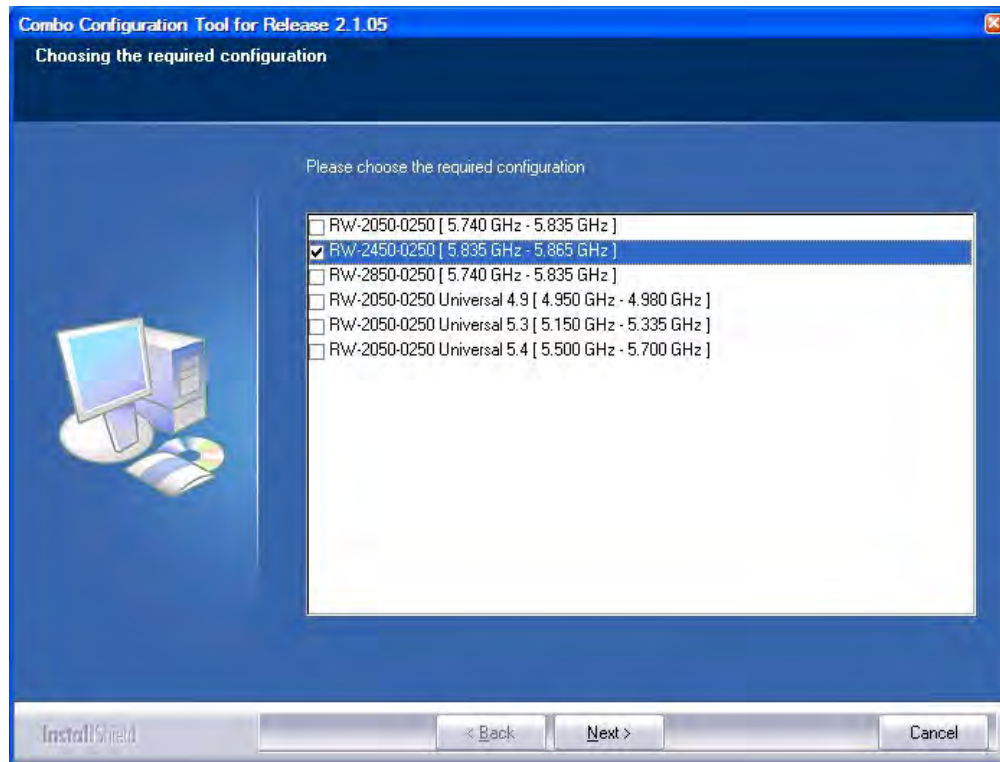 Combo Configuration Tool for Release 2.1.05
Choosing the required configuration
Please choose the required configuration
RW-2050-0250 [ 5.740 GHz - 5.835 GHz ]
RW-2450-0250 [ 5.835 GHz - 5.865 GHz ]
RW-2850-0250 [ 5.740 GHz - 5.835 GHz ]
RW-2050-0250 Universal 4.9 [ 4.950 GHz - 4.980 GHz ]
RW-2050-0250 Universal 5.3 [ 5.150 GHz - 5.335 GHz ]
RW-2050-0250 Universal 5.4 [ 5.500 GHz - 5.700 GHz ]
InstallShield
< Back Next > Cancel